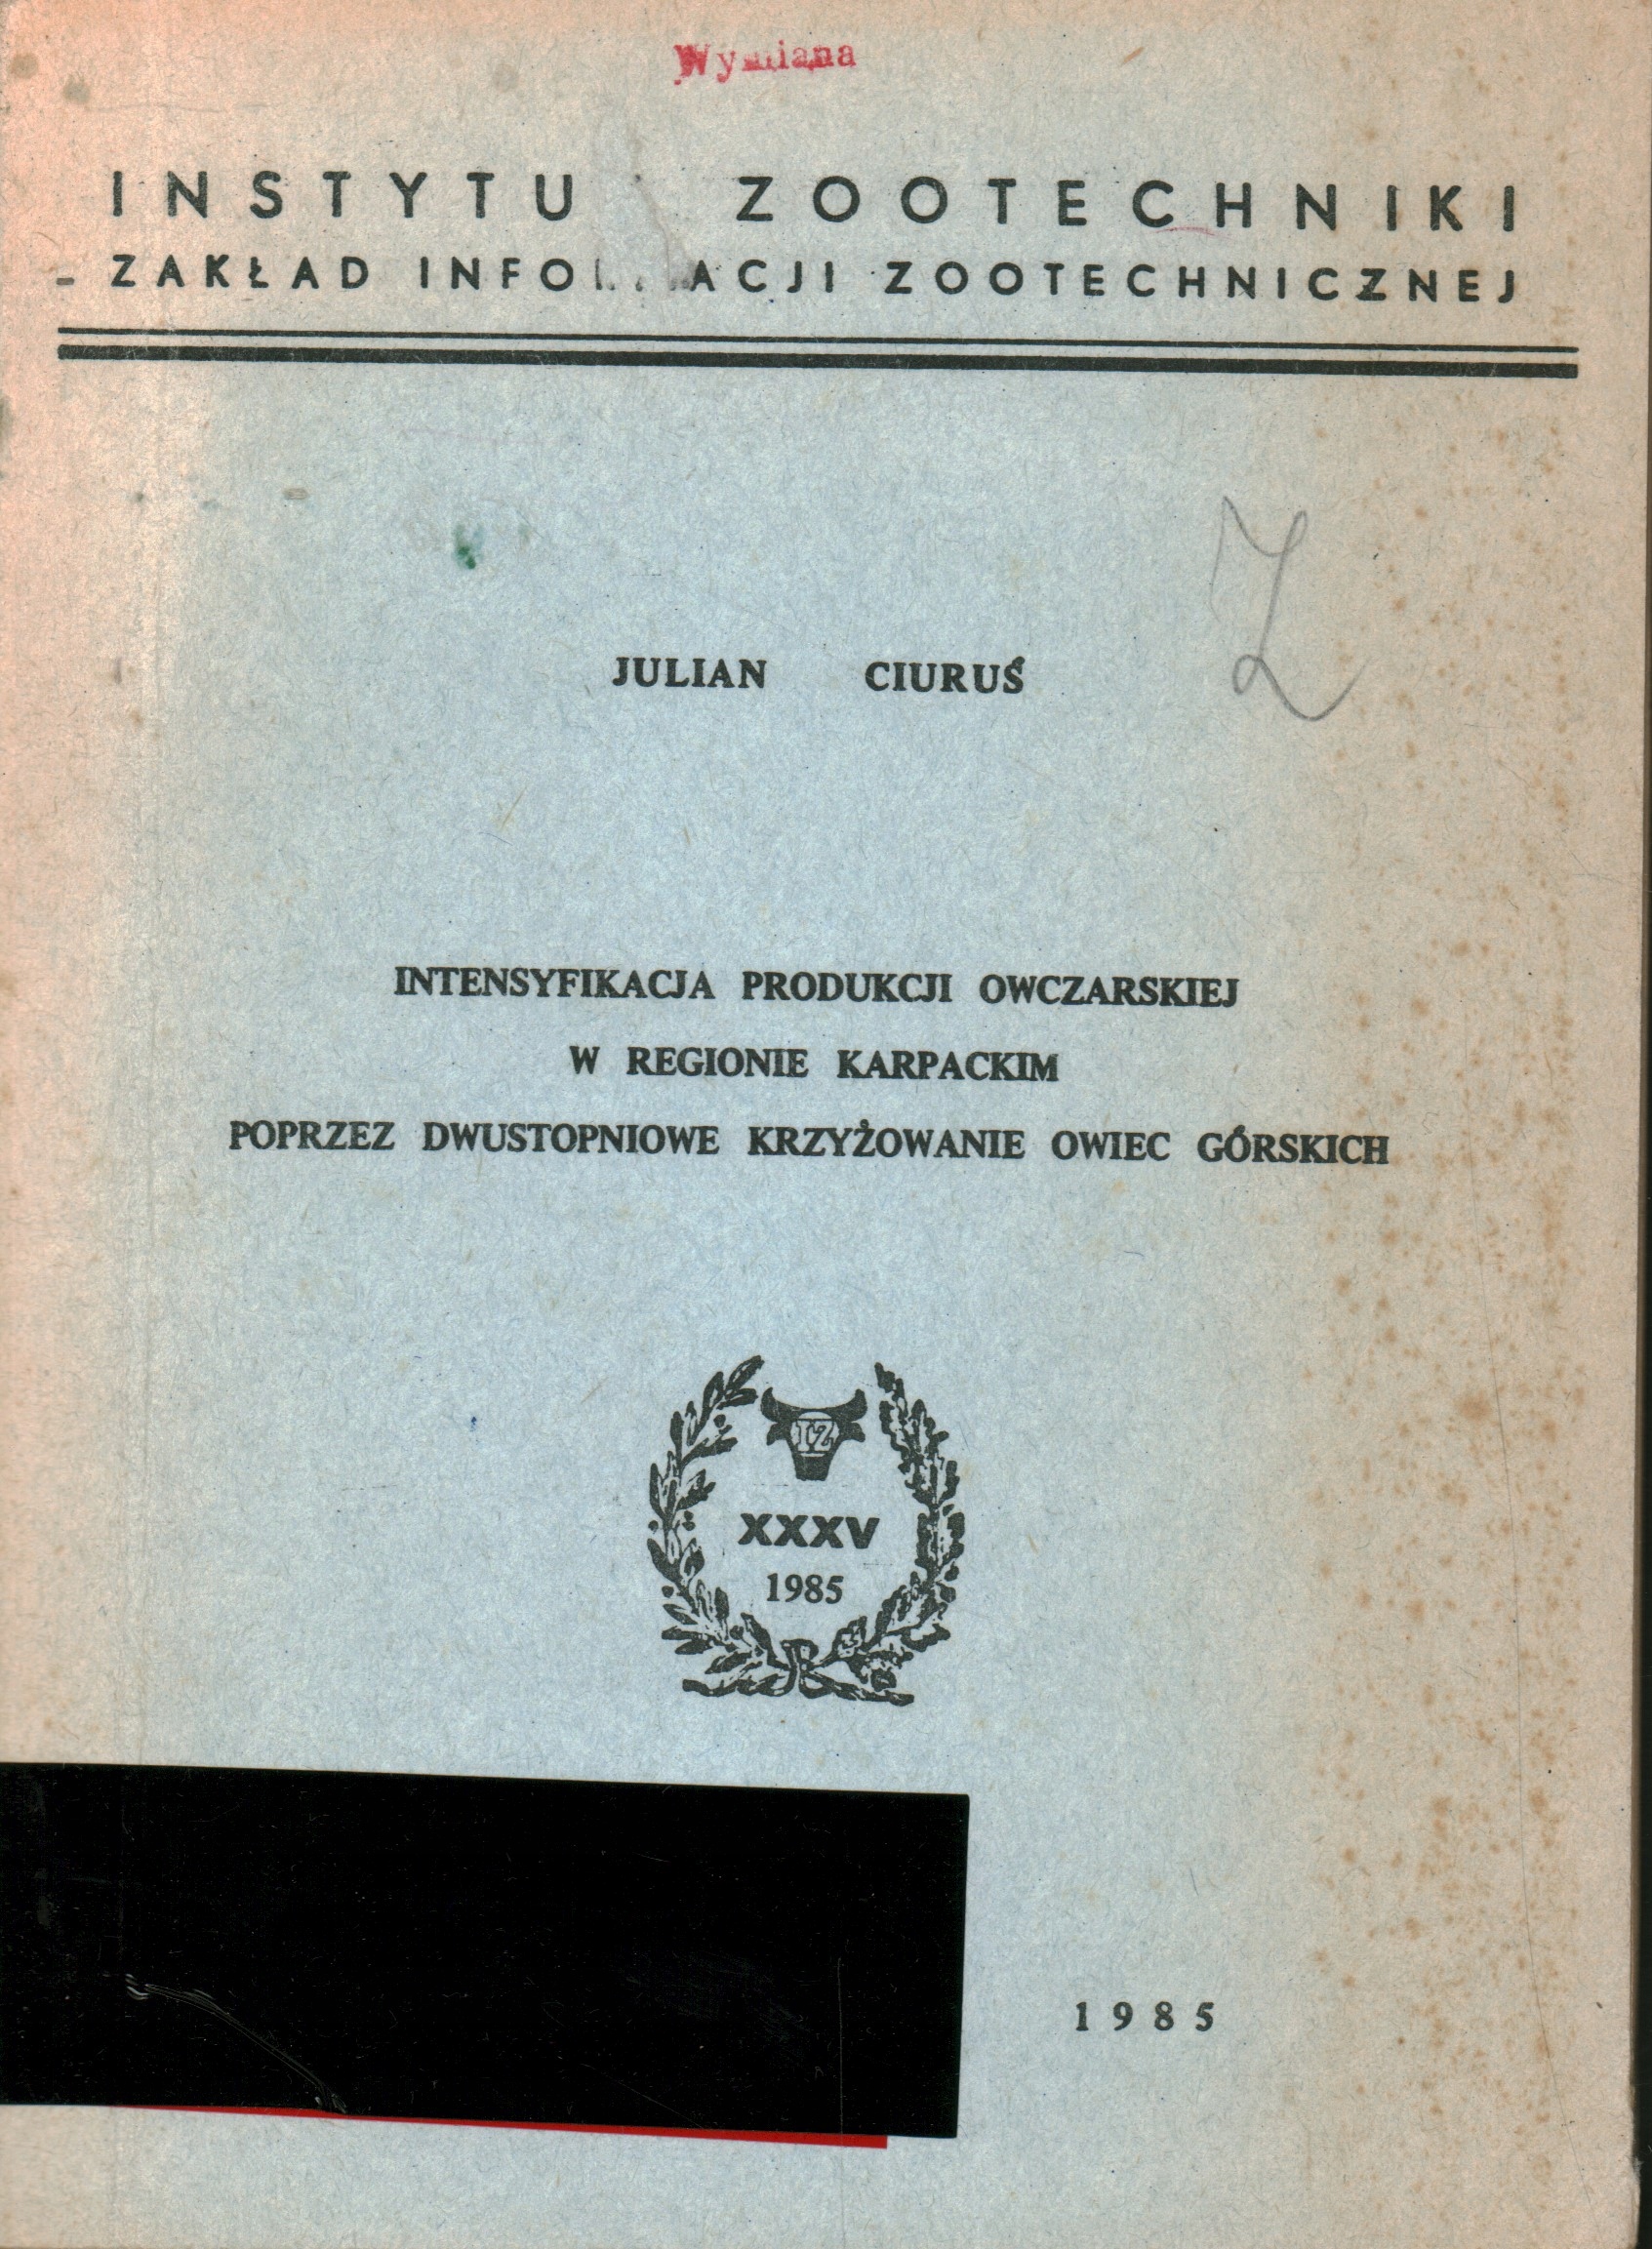 Wymiana
INSTYTU ZOOTECHNIKI
ZAKŁAD ACJI ZOOTECHNICZNEJ
JULIAN CIURUŚ
INTENSYFIKACJA PRODUKCJI OWCZARSKIEJ
W REGIONIE KARPACKIM
POPRZEZ DWUSTOPNIOWE KRZYŻOWANIE OWIEC GÓRSKICH
IZ
XXXV
1985
1985